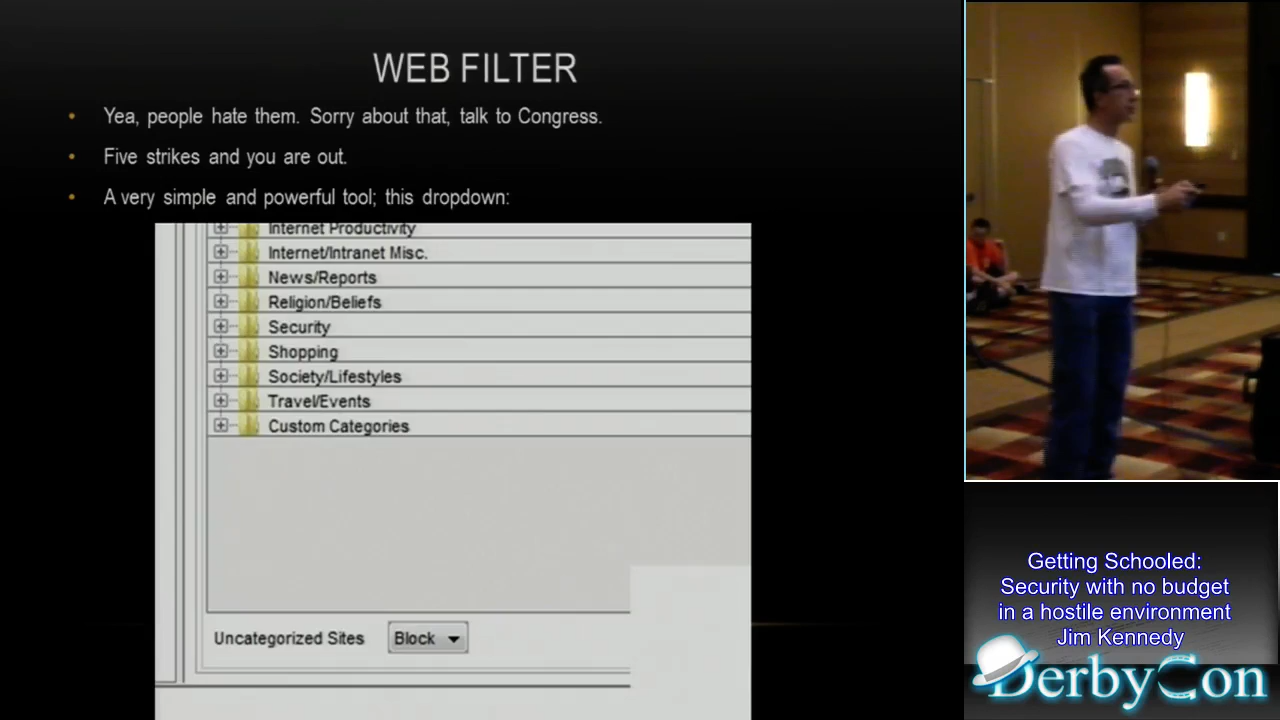 WEB FILTER
Yea, people hate them. Sorry about that, talk to Congress.
Five strikes and you are out.
A very simple and powerful tool; this dropdown:
Internet Productivity
Internet/Intranet Misc.
News/Reports
Religion/Beliefs
Security
Shopping
Society/Lifestyles
Travel/Events
Custom Categories
Uncategorized Sites Block
Getting Schooled:
Security with no budget
in a hostile environment
Jim Kennedy
DerbyCon